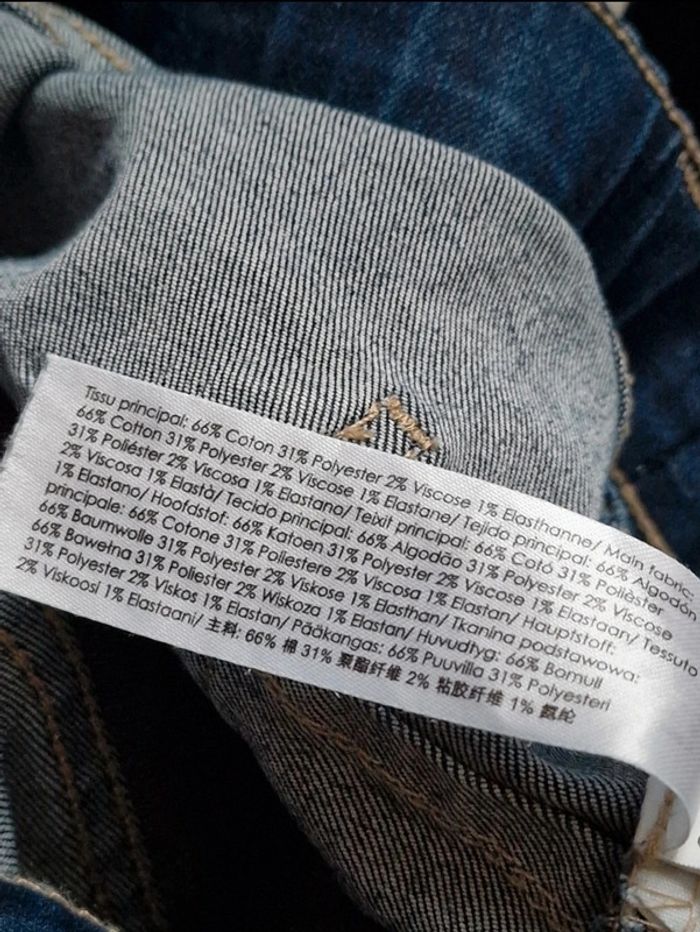 Tissu principal: 66% Coton 31% Polyester 2% Viscose 1% Elasthanne/ Main fabric:
66% Cotton 31% Polyester 2% Viscose 1% Elastane/ Tejido principal: 66% Algodón
31% Poliéster 2% Viscosa 1% Elastano/ Teixit principal: 66% Cotó 31% Polièster
2% Viscosa 1% Elastà/ Tecido principal: 66% Algodão 31% Polyester 2% Viscose
1% Elastano/ Hoofdstof: 66% Katoen 31% Polyester 2% Viscose 1% Elastaan/ Tessuto
principale: 66% Cotone 31% Poliestere 2% Viscosa 1% Elastan/ Hauptstoff:
66% Baumwolle 31% Polyester 2% Viskose 1% Elasthan/ Tkanina podstawowa:
66% Bawełna 31% Poliester 2% Wiskoza 1% Elastan/ Huvudtyg: 66% Bomull
31% Polyester 2% Viskos 1% Elastan/ Pääkangas: 66% Puuvilla 31% Polyesteri
2% Viskoosi 1% Elastaani/ 主料: 66% 棉 31% 聚酯纤维 2% 粘胶纤维 1% 氨纶